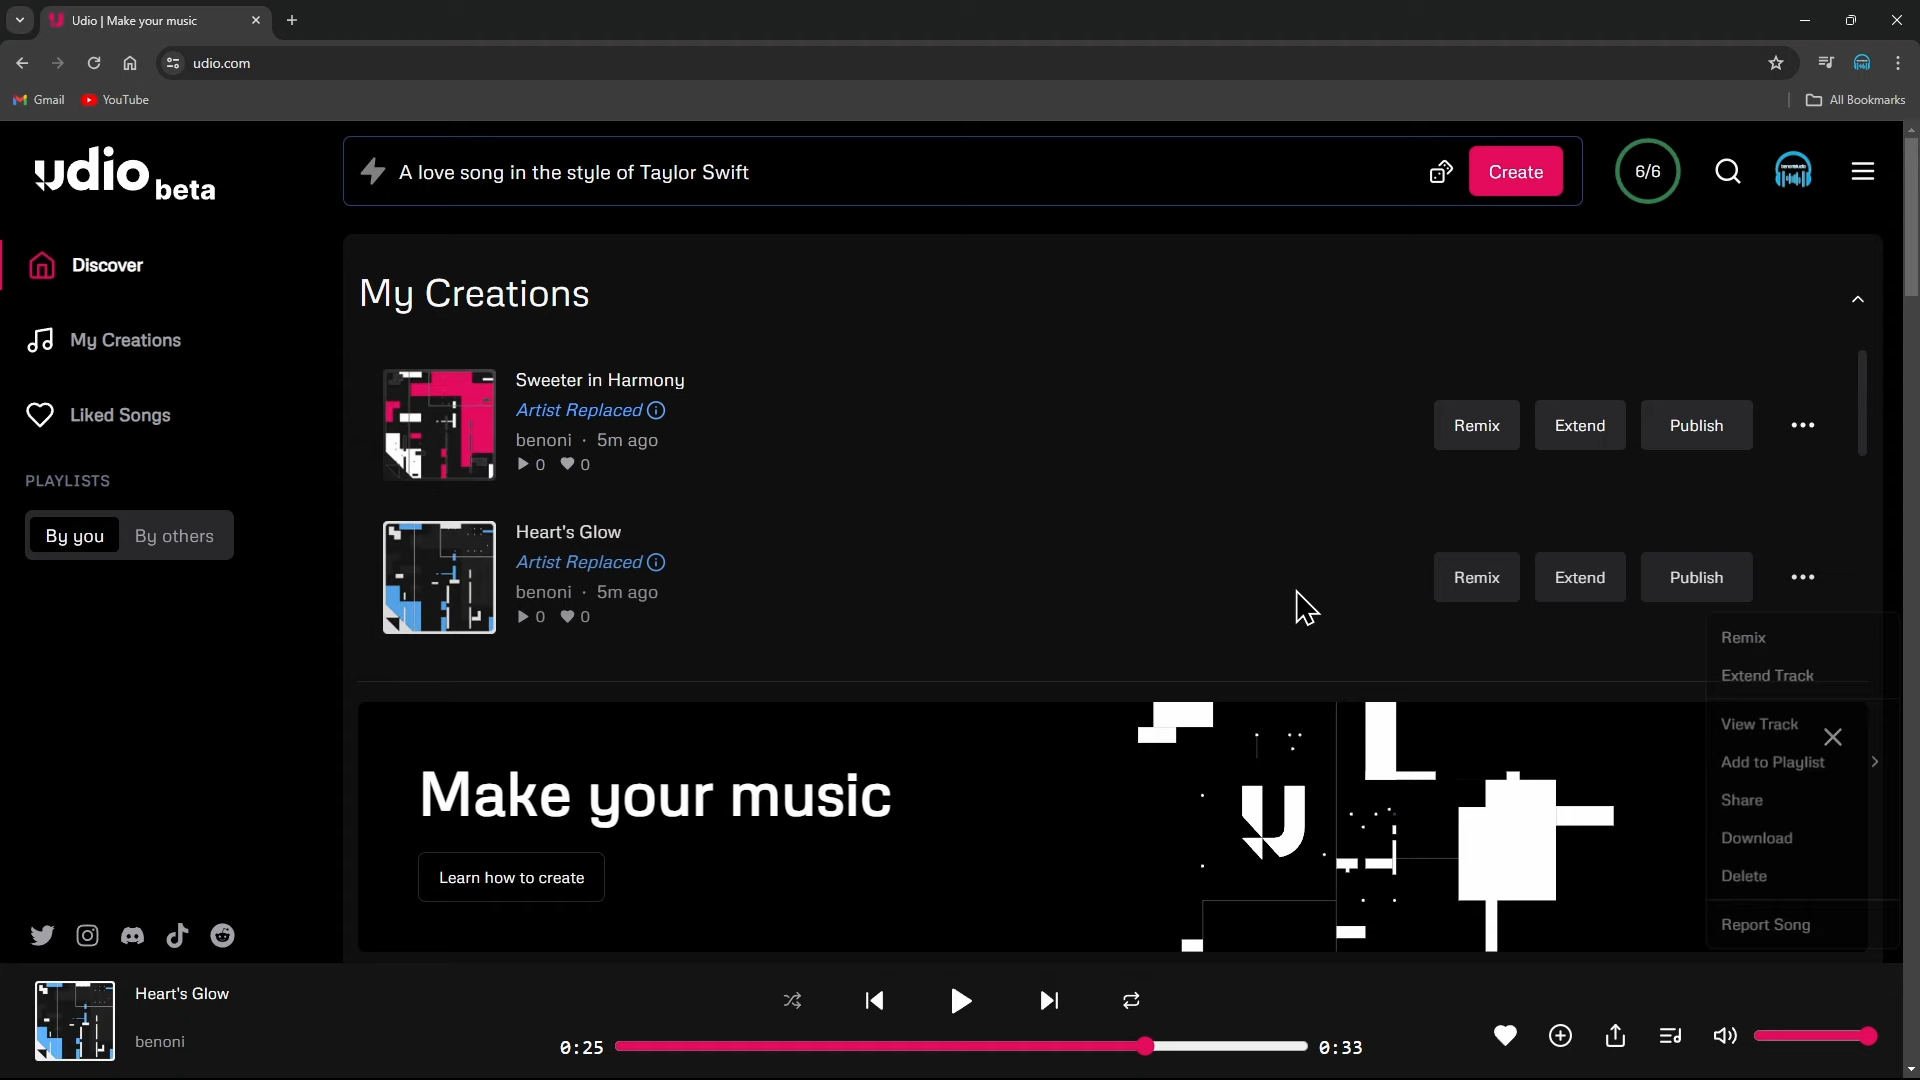 Udio | Make your music
udio.com
Gmail
YouTube
All Bookmarks
udio beta
A love song in the style of Taylor Swift
Create
6/6
Discover
My Creations
Liked Songs
PLAYLISTS
By you
By others
My Creations
Sweeter in Harmony
Artist Replaced
benoni · 5m ago
0
0
Remix
Extend
Publish
Heart's Glow
Artist Replaced
benoni · 5m ago
0
0
Remix
Extend
Publish
Remix
Extend Track
View Track
Add to Playlist
Share
Download
Delete
Report Song
Make your music
Learn how to create
Heart's Glow
benoni
0:25
0:33